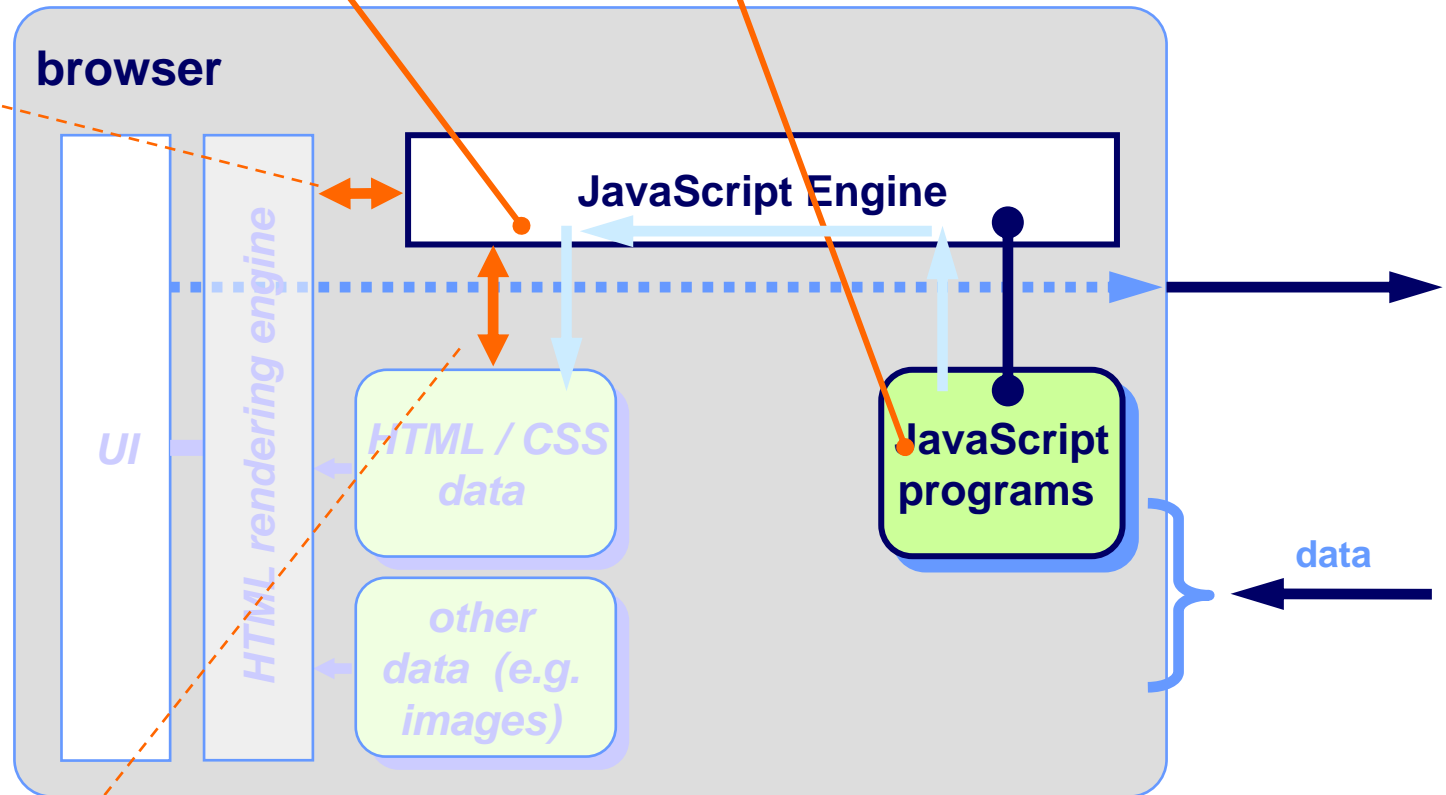 browser
JavaScript Engine
HTML rendering engine
UI
HTML / CSS
data
JavaScript
programs
data
other
data (e.g.
images)